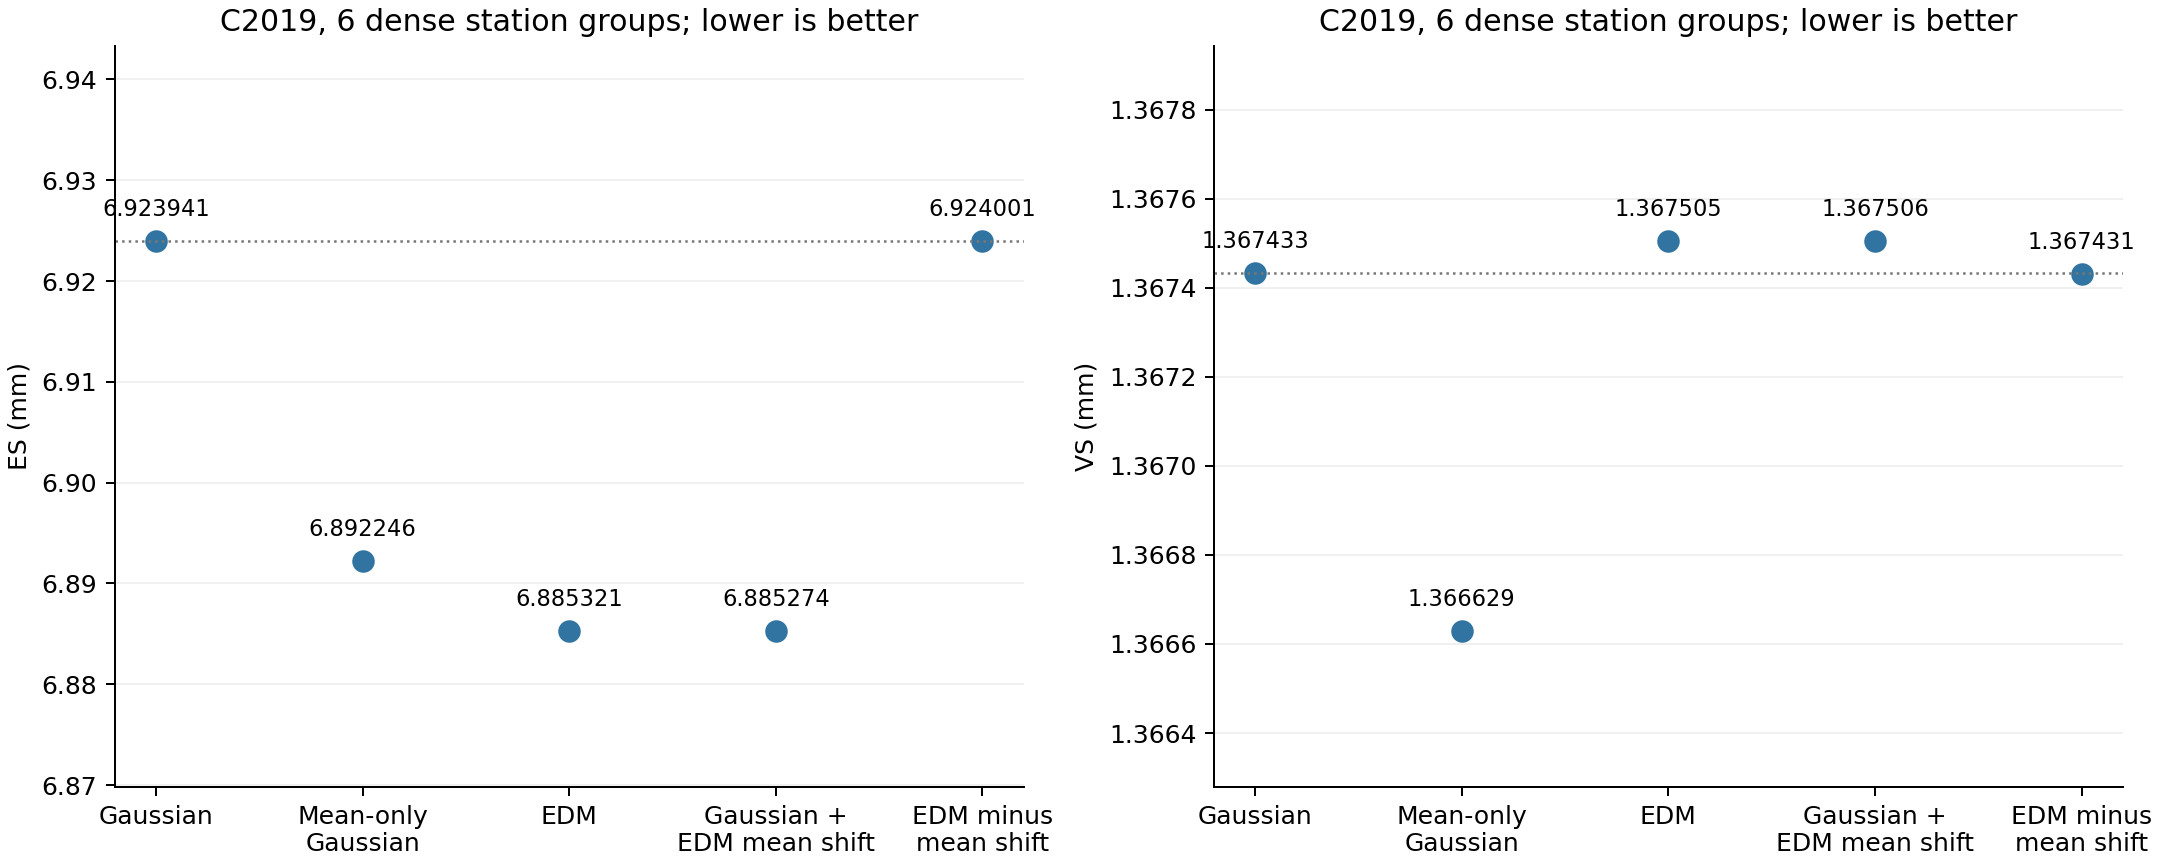 C2019, 6 dense station groups; lower is better
ES (mm)
6.94
6.93
6.92
6.91
6.90
6.89
6.88
6.87
6.923941
6.892246
6.885321
6.885274
6.924001
Gaussian
Mean-only
Gaussian
EDM
Gaussian +
EDM mean shift
EDM minus
mean shift
C2019, 6 dense station groups; lower is better
VS (mm)
1.3678
1.3676
1.3674
1.3672
1.3670
1.3668
1.3666
1.3664
1.367433
1.366629
1.367505
1.367506
1.367431
Gaussian
Mean-only
Gaussian
EDM
Gaussian +
EDM mean shift
EDM minus
mean shift